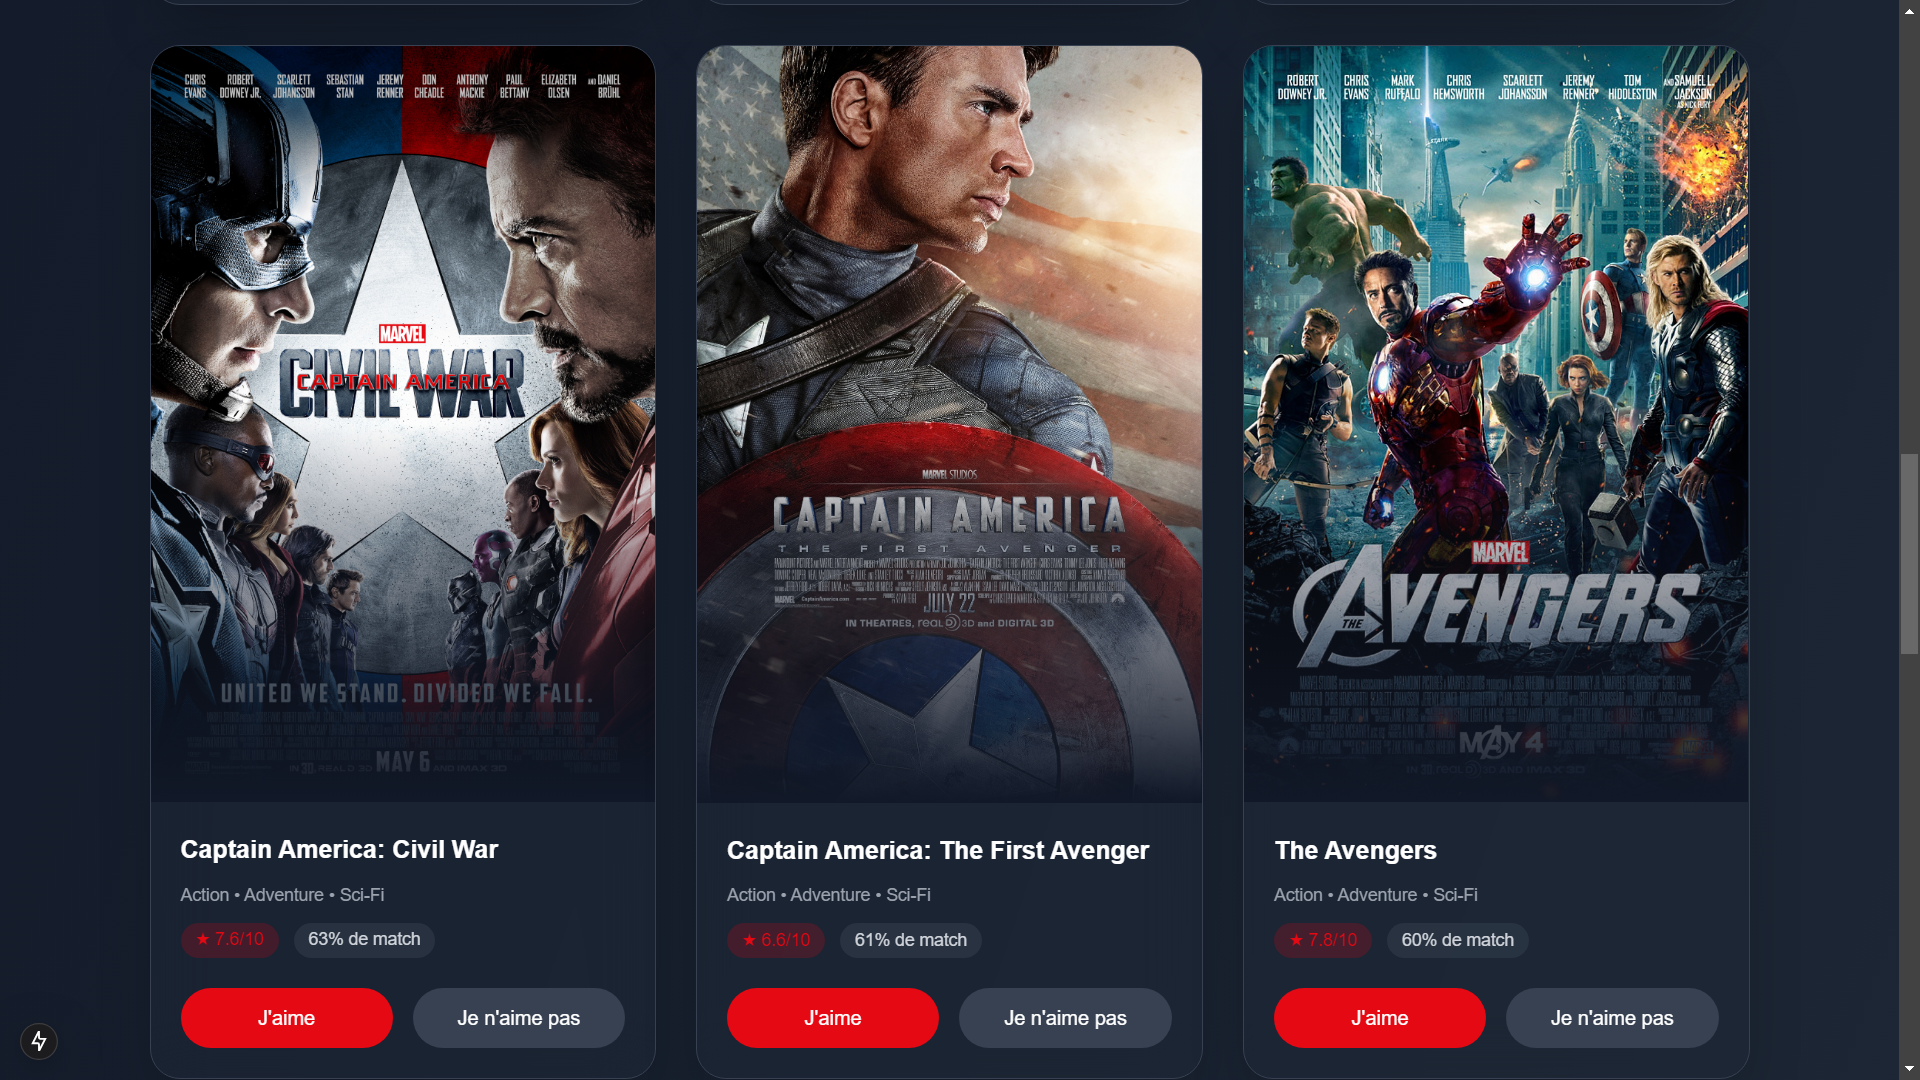 CHRIS EVANS ROBERT DOWNEY JR. SCARLETT JOHANSSON SEBASTIAN STAN JEREMY RENNER DON CHEADLE ANTHONY MACKIE PAUL BETTANY ELIZABETH OLSEN AND DANIEL BRÜHL
MARVEL
CAPTAIN AMERICA
CIVIL WAR
UNITED WE STAND. DIVIDED WE FALL.
MAY 6
Captain America: Civil War
Action • Adventure • Sci-Fi
★ 7.6/10 63% de match
J'aime Je n'aime pas
MARVEL STUDIOS
CAPTAIN AMERICA
THE FIRST AVENGER
JULY 22
IN THEATRES, REAL D 3D and DIGITAL 3D
Captain America: The First Avenger
Action • Adventure • Sci-Fi
★ 6.6/10 61% de match
J'aime Je n'aime pas
ROBERT DOWNEY JR. CHRIS EVANS MARK RUFFALO CHRIS HEMSWORTH SCARLETT JOHANSSON JEREMY RENNER TOM HIDDLESTON AND SAMUEL L. JACKSON AS NICK FURY
STARK
MARVEL
THE AVENGERS
MAY 4
The Avengers
Action • Adventure • Sci-Fi
★ 7.8/10 60% de match
J'aime Je n'aime pas